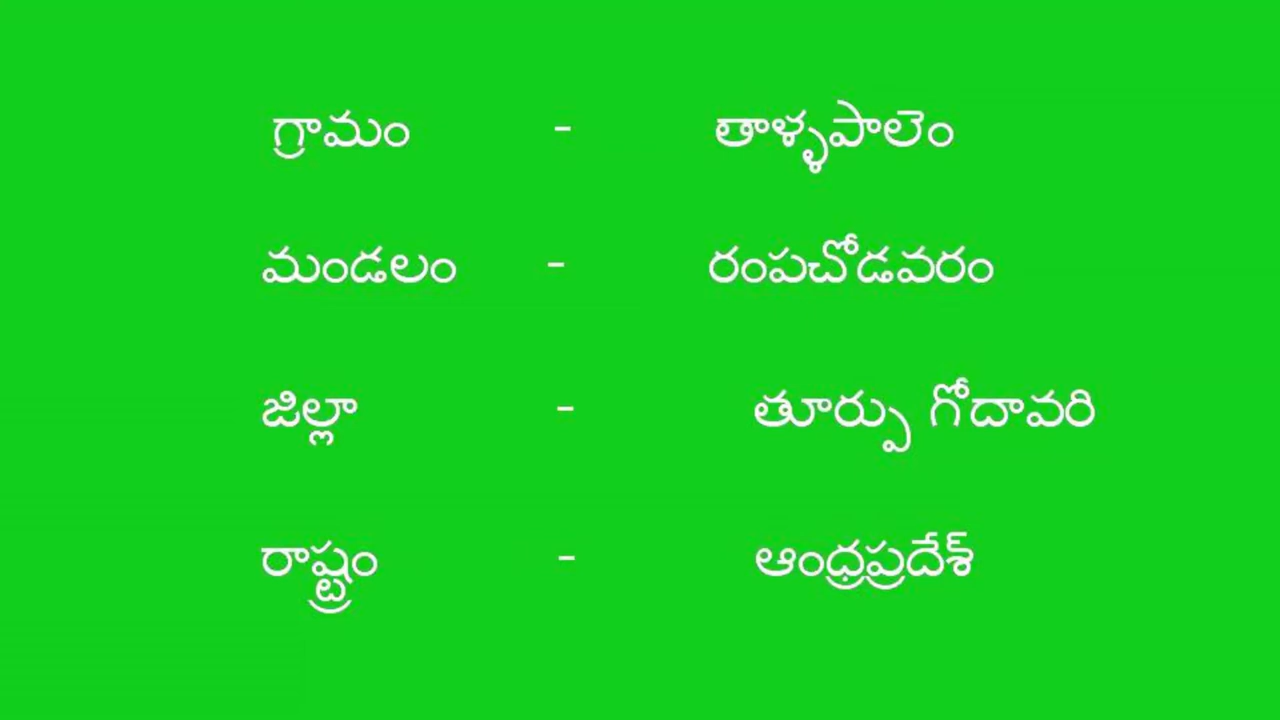 గ్రామం - తాళ్ళపాలెం
మండలం - రంపచోడవరం
జిల్లా - తూర్పు గోదావరి
రాష్ట్రం - ఆంధ్రప్రదేశ్